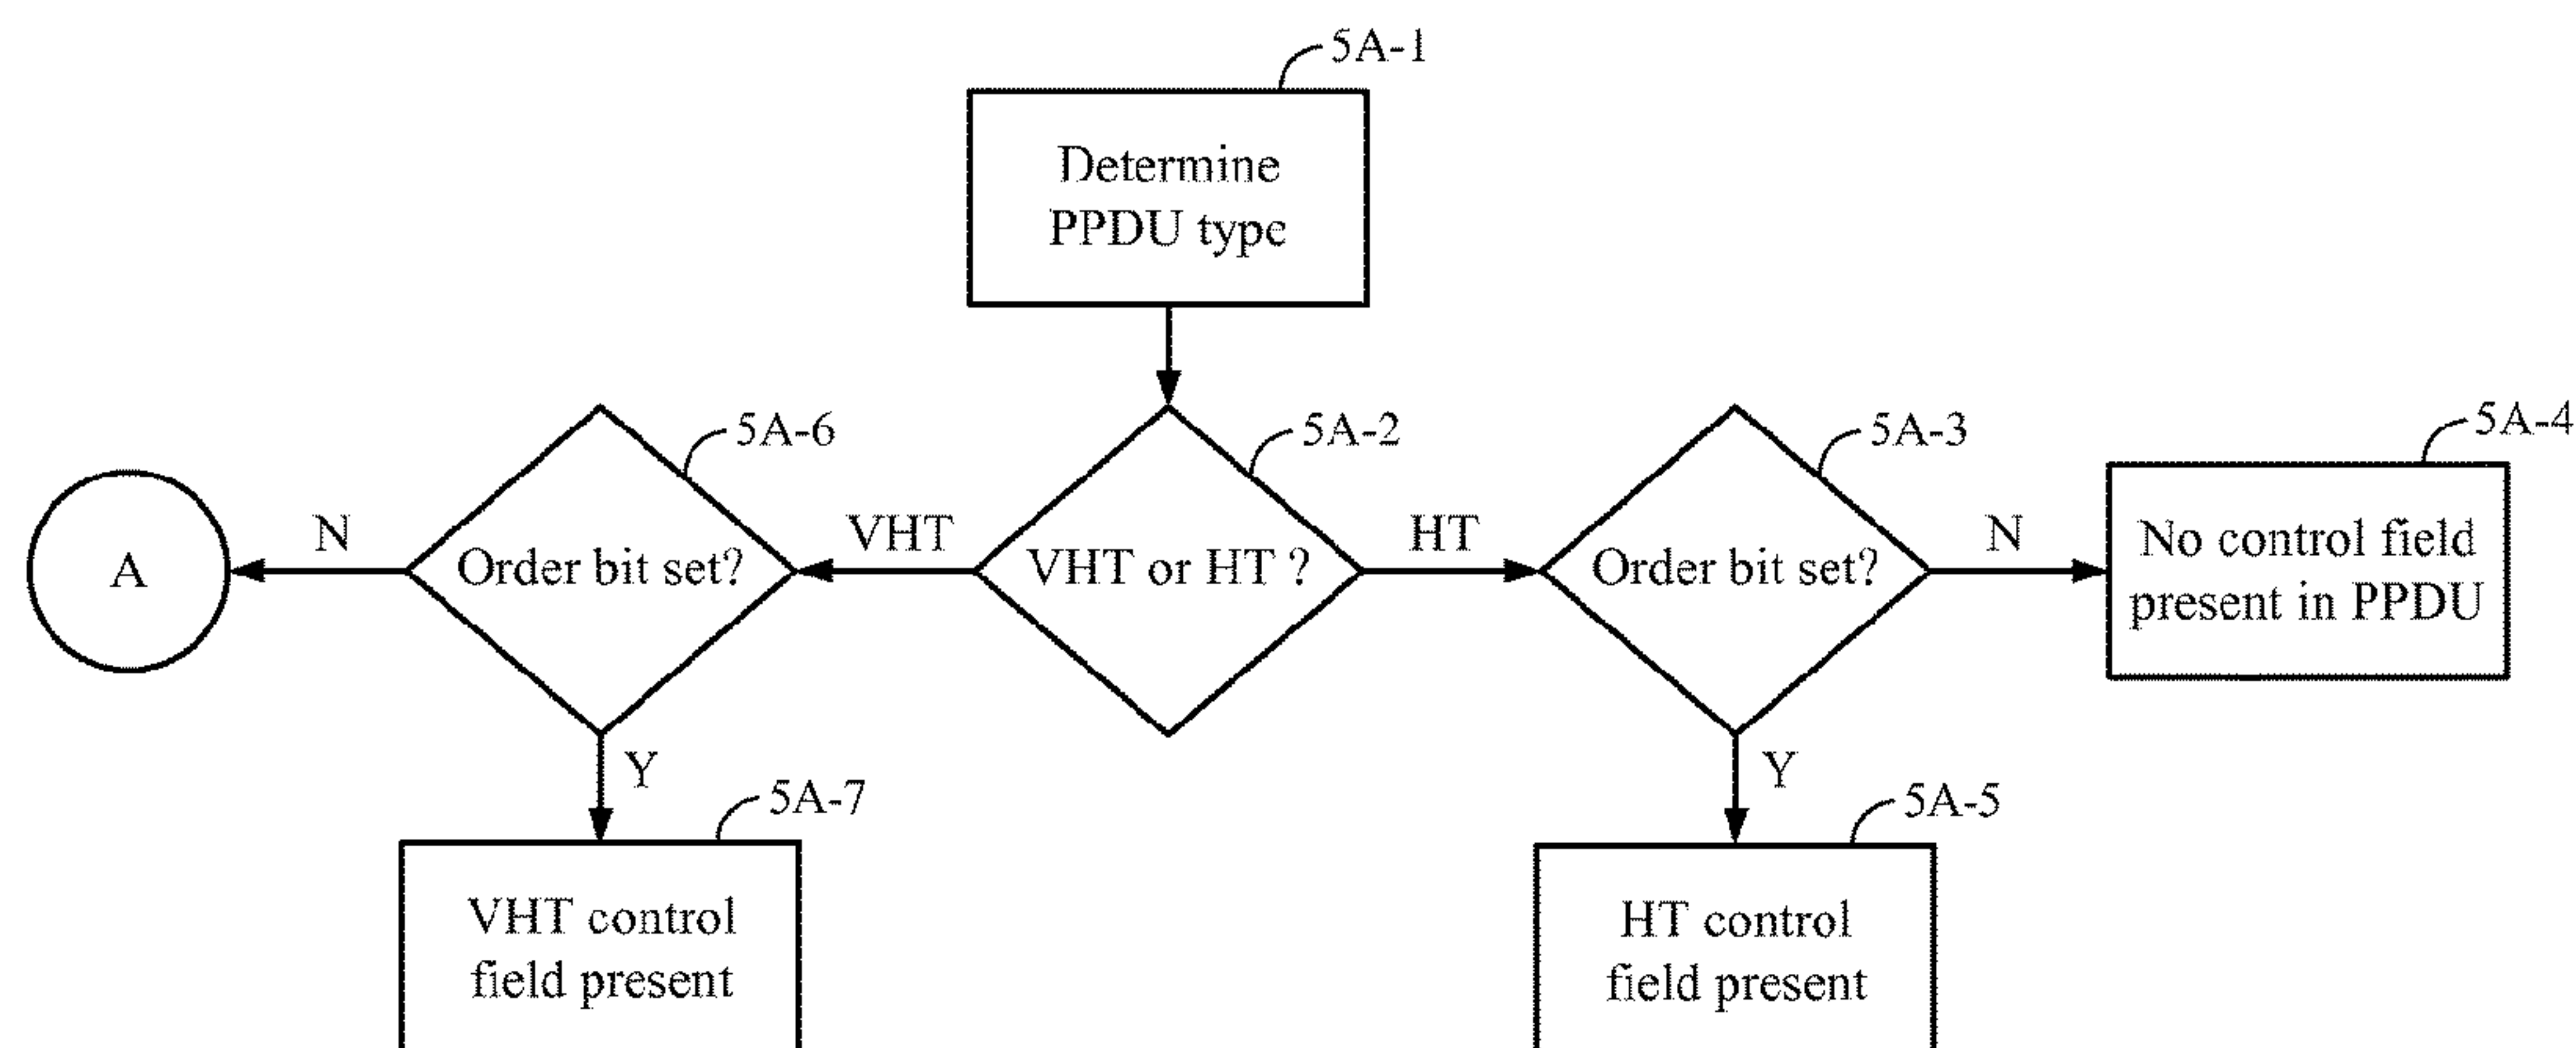 5A-1
Determine
PPDU type
5A-6
5A-2
5A-3
5A-4
A
N
Order bit set?
VHT
VHT or HT ?
HT
Order bit set?
N
No control field
present in PPDU
Y
Y
5A-7
5A-5
VHT control
field present
HT control
field present